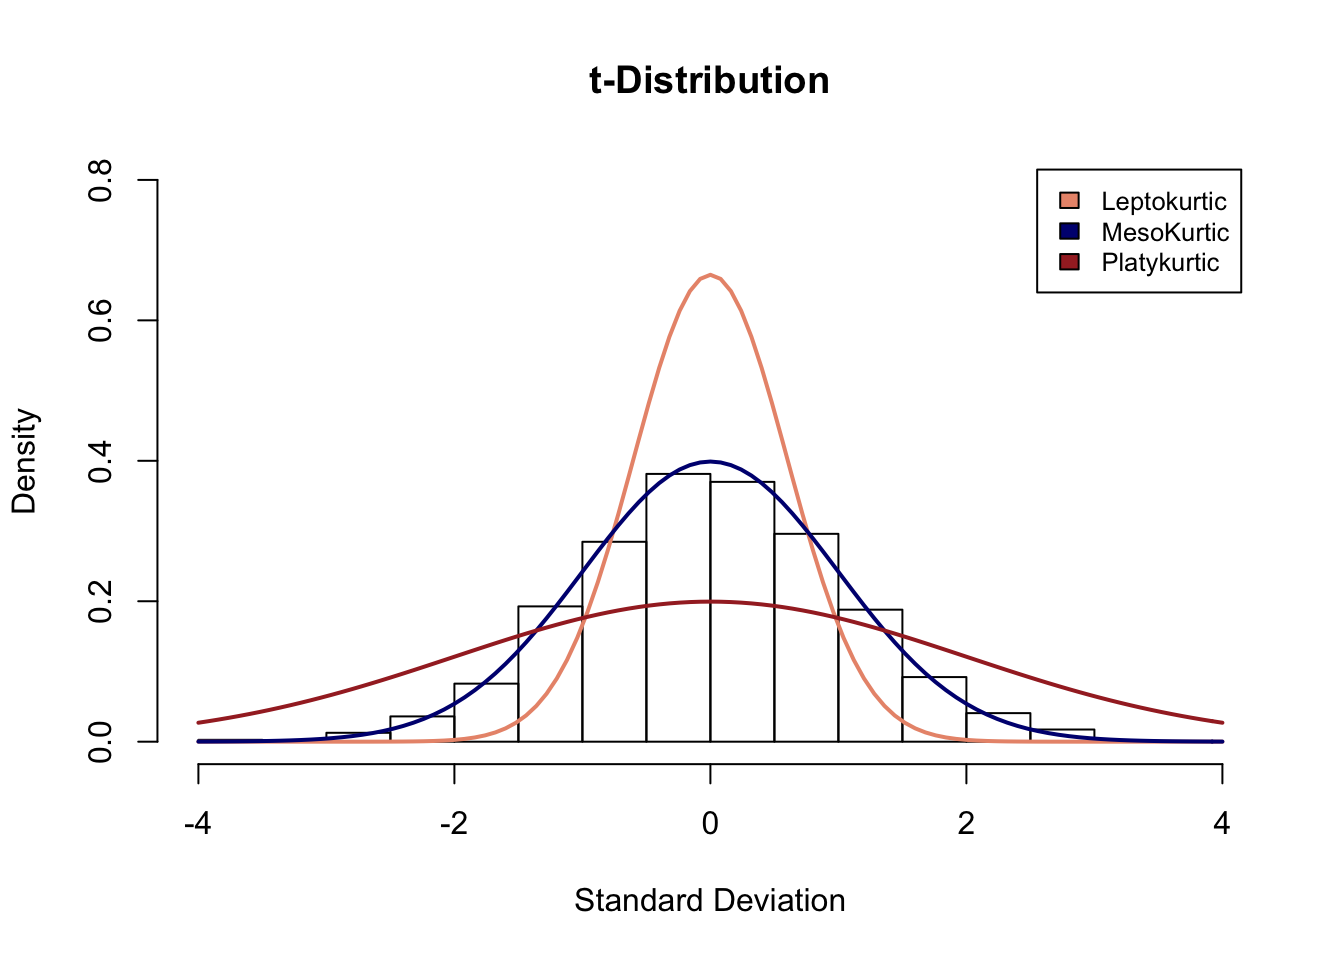 t-Distribution
Leptokurtic
MesoKurtic
Platykurtic
0.8
0.6
0.4
0.2
0.0
Density
-4 -2 0 2 4
Standard Deviation